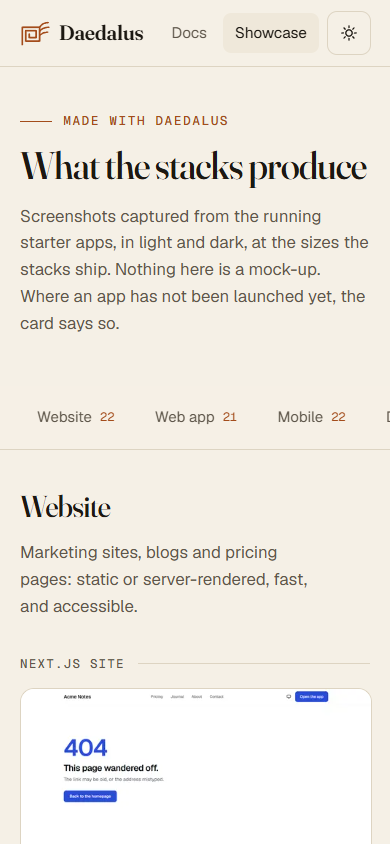 Daedalus Docs Showcase
MADE WITH DAEDALUS
What the stacks produce
Screenshots captured from the running
starter apps, in light and dark, at the sizes the
stacks ship. Nothing here is a mock-up.
Where an app has not been launched yet, the
card says so.
Website 22 Web app 21 Mobile 22
Website
Marketing sites, blogs and pricing
pages: static or server-rendered, fast,
and accessible.
NEXT.JS SITE
Acme Notes Pricing Journal About Contact Open the app
404
This page wandered off.
The link may be old, or the address mistyped.
Back to the homepage